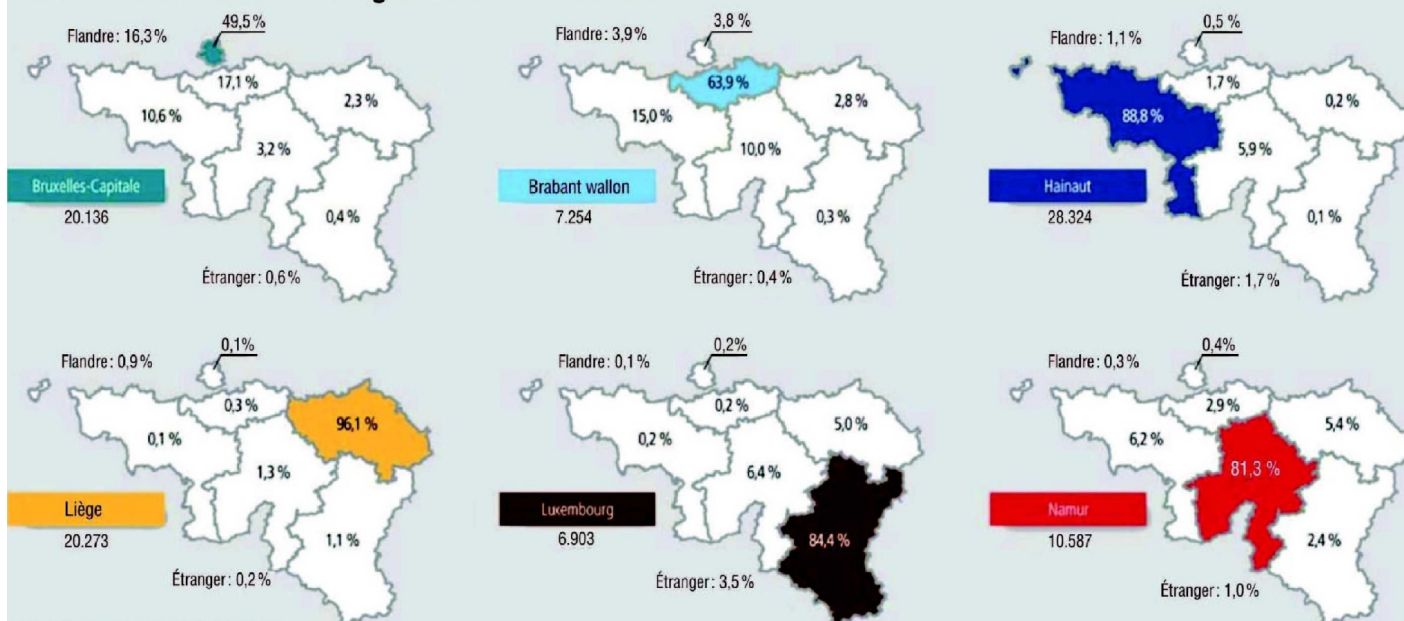 49,5 %
Flandre : 16,3 %
17,1 %
2,3 %
10,6 %
3,2 %
Bruxelles-Capitale
20.136
0,4 %
Étranger : 0,6 %
3,8 %
Flandre : 3,9 %
63,9 %
2,8 %
15,0 %
10,0 %
Brabant wallon
7.254
0,3 %
Étranger : 0,4 %
0,5 %
Flandre : 1,1 %
1,7 %
0,2 %
88,8 %
5,9 %
Hainaut
28.324
0,1 %
Étranger : 1,7 %
0,1%
Flandre : 0,9 %
0,3 %
96,1 %
0,1 %
1,3 %
Liège
20.273
1,1 %
Étranger : 0,2 %
0,2%
Flandre : 0,1 %
0,2 %
5,0 %
0,2 %
6,4 %
Luxembourg
6.903
84,4 %
Étranger : 3,5 %
0,4%
Flandre : 0,3 %
2,9 %
5,4 %
6,2 %
81,3 %
Namur
10.587
2,4 %
Étranger : 1,0 %